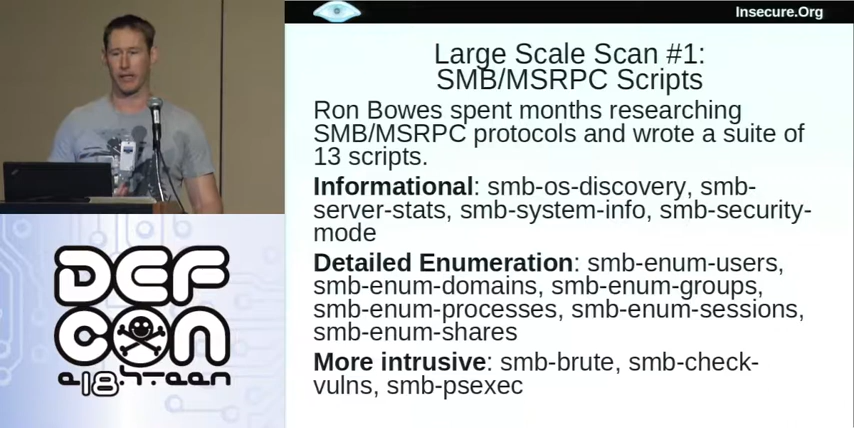 Insecure.Org
Large Scale Scan #1:
SMB/MSRPC Scripts
Ron Bowes spent months researching
SMB/MSRPC protocols and wrote a suite of
13 scripts.
Informational: smb-os-discovery, smb-
server-stats, smb-system-info, smb-security-
mode
Detailed Enumeration: smb-enum-users,
smb-enum-domains, smb-enum-groups,
smb-enum-processes, smb-enum-sessions,
smb-enum-shares
More intrusive: smb-brute, smb-check-
vulns, smb-psexec
DEF
CON
e18hteen